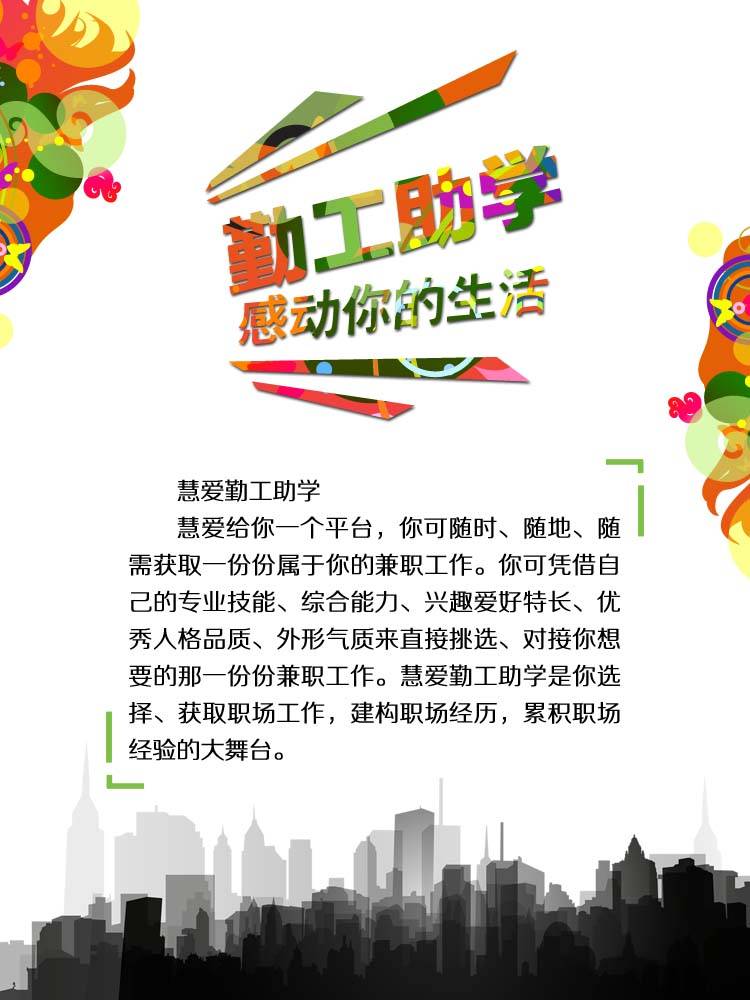 勤工助学
感动你的生活
慧爱勤工助学
慧爱给你一个平台，你可随时、随地、随
需获取一份份属于你的兼职工作。你可凭借自
己的专业技能、综合能力、兴趣爱好特长、优
秀人格品质、外形气质来直接挑选、对接你想
要的那一份份兼职工作。慧爱勤工助学是你选
择、获取职场工作，建构职场经历，累积职场
经验的大舞台。